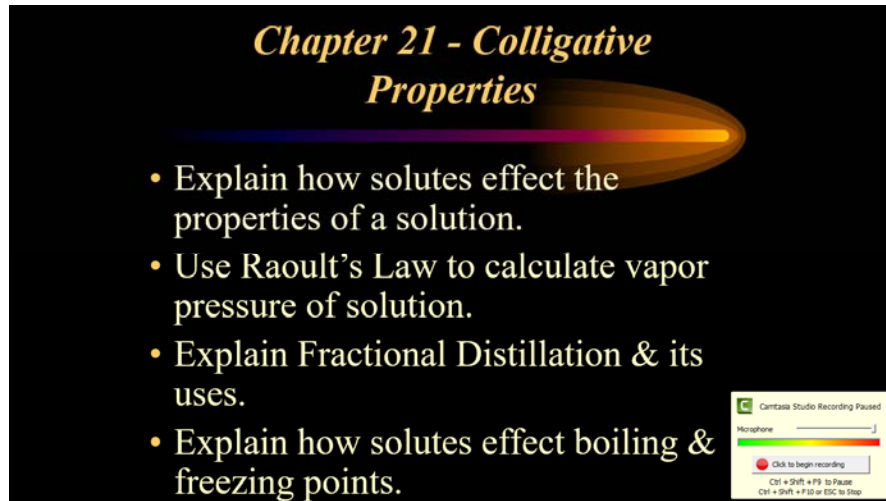 Chapter 21 - Colligative
Properties
• Explain how solutes effect the
properties of a solution.
• Use Raoult's Law to calculate vapor
pressure of solution.
• Explain Fractional Distillation & its
uses.
• Explain how solutes effect boiling &
freezing points.
Camtasia Studio Recording Paused
Microphone
Click to begin recording
Ctrl + Shift + F9 to Pause
Ctrl + Shift + F10 or ESC to Stop